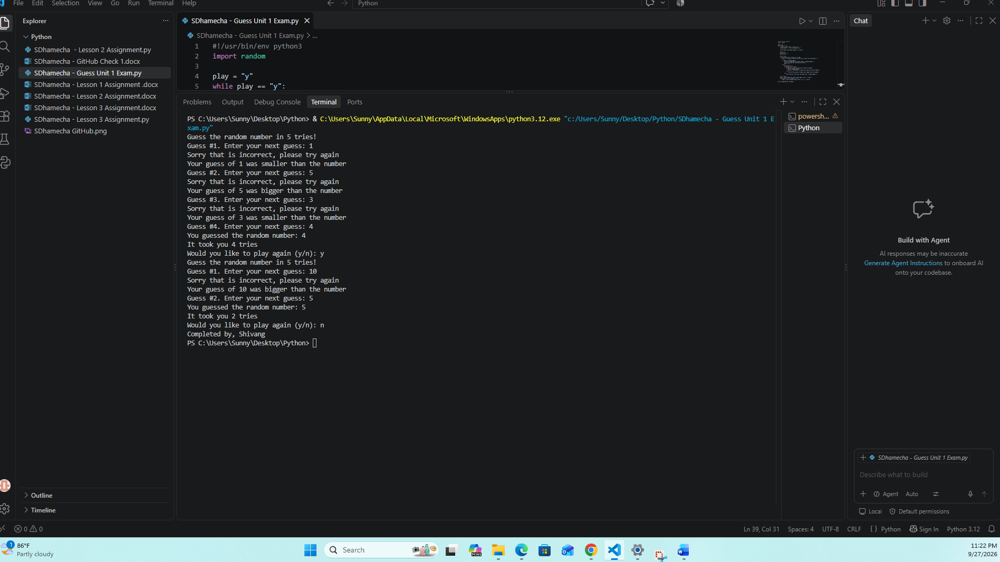 File Edit Selection View Go Run Terminal Help
Python
Explorer
Python
SDhamecha  - Lesson 2 Assignment.py
SDhamecha - GitHub Check 1.docx
SDhamecha - Guess Unit 1 Exam.py
SDhamecha - Lesson 1 Assignment .docx
SDhamecha - Lesson 2 Assignment.docx
SDhamecha - Lesson 3 Assignment.docx
SDhamecha - Lesson 3 Assignment.py
SDhamecha GitHub.png
Outline
Timeline
SDhamecha - Guess Unit 1 Exam.py
SDhamecha - Guess Unit 1 Exam.py > ...
1 #!/usr/bin/env python3
2 import random
3
4 play = "y"
5 while play == "y":
Problems Output Debug Console Terminal Ports
PS C:\Users\Sunny\Desktop\Python> & C:\Users\Sunny\AppData\Local\Microsoft\WindowsApps\python3.12.exe "c:/Users/Sunny/Desktop/Python/SDhamecha - Guess Unit 1 E
xam.py"
Guess the random number in 5 tries!
Guess #1. Enter your next guess: 1
Sorry that is incorrect, please try again
Your guess of 1 was smaller than the number
Guess #2. Enter your next guess: 5
Sorry that is incorrect, please try again
Your guess of 5 was bigger than the number
Guess #3. Enter your next guess: 3
Sorry that is incorrect, please try again
Your guess of 3 was smaller than the number
Guess #4. Enter your next guess: 4
You guessed the random number: 4
It took you 4 tries
Would you like to play again (y/n): y
Guess the random number in 5 tries!
Guess #1. Enter your next guess: 10
Sorry that is incorrect, please try again
Your guess of 10 was bigger than the number
Guess #2. Enter your next guess: 5
You guessed the random number: 5
It took you 2 tries
Would you like to play again (y/n): n
Completed by, Shivang
PS C:\Users\Sunny\Desktop\Python>
powersh...
Python
Chat
Build with Agent
AI responses may be inaccurate
Generate Agent Instructions to onboard AI
onto your codebase.
SDhamecha - Guess Unit 1 Exam.py
Describe what to build
Agent Auto
Local Default permissions
0 0
Ln 39, Col 31 Spaces: 4 UTF-8 CRLF { } Python Sign In Python 3.12
1
86°F
Partly cloudy
Search
M365
11:22 PM
9/27/2026